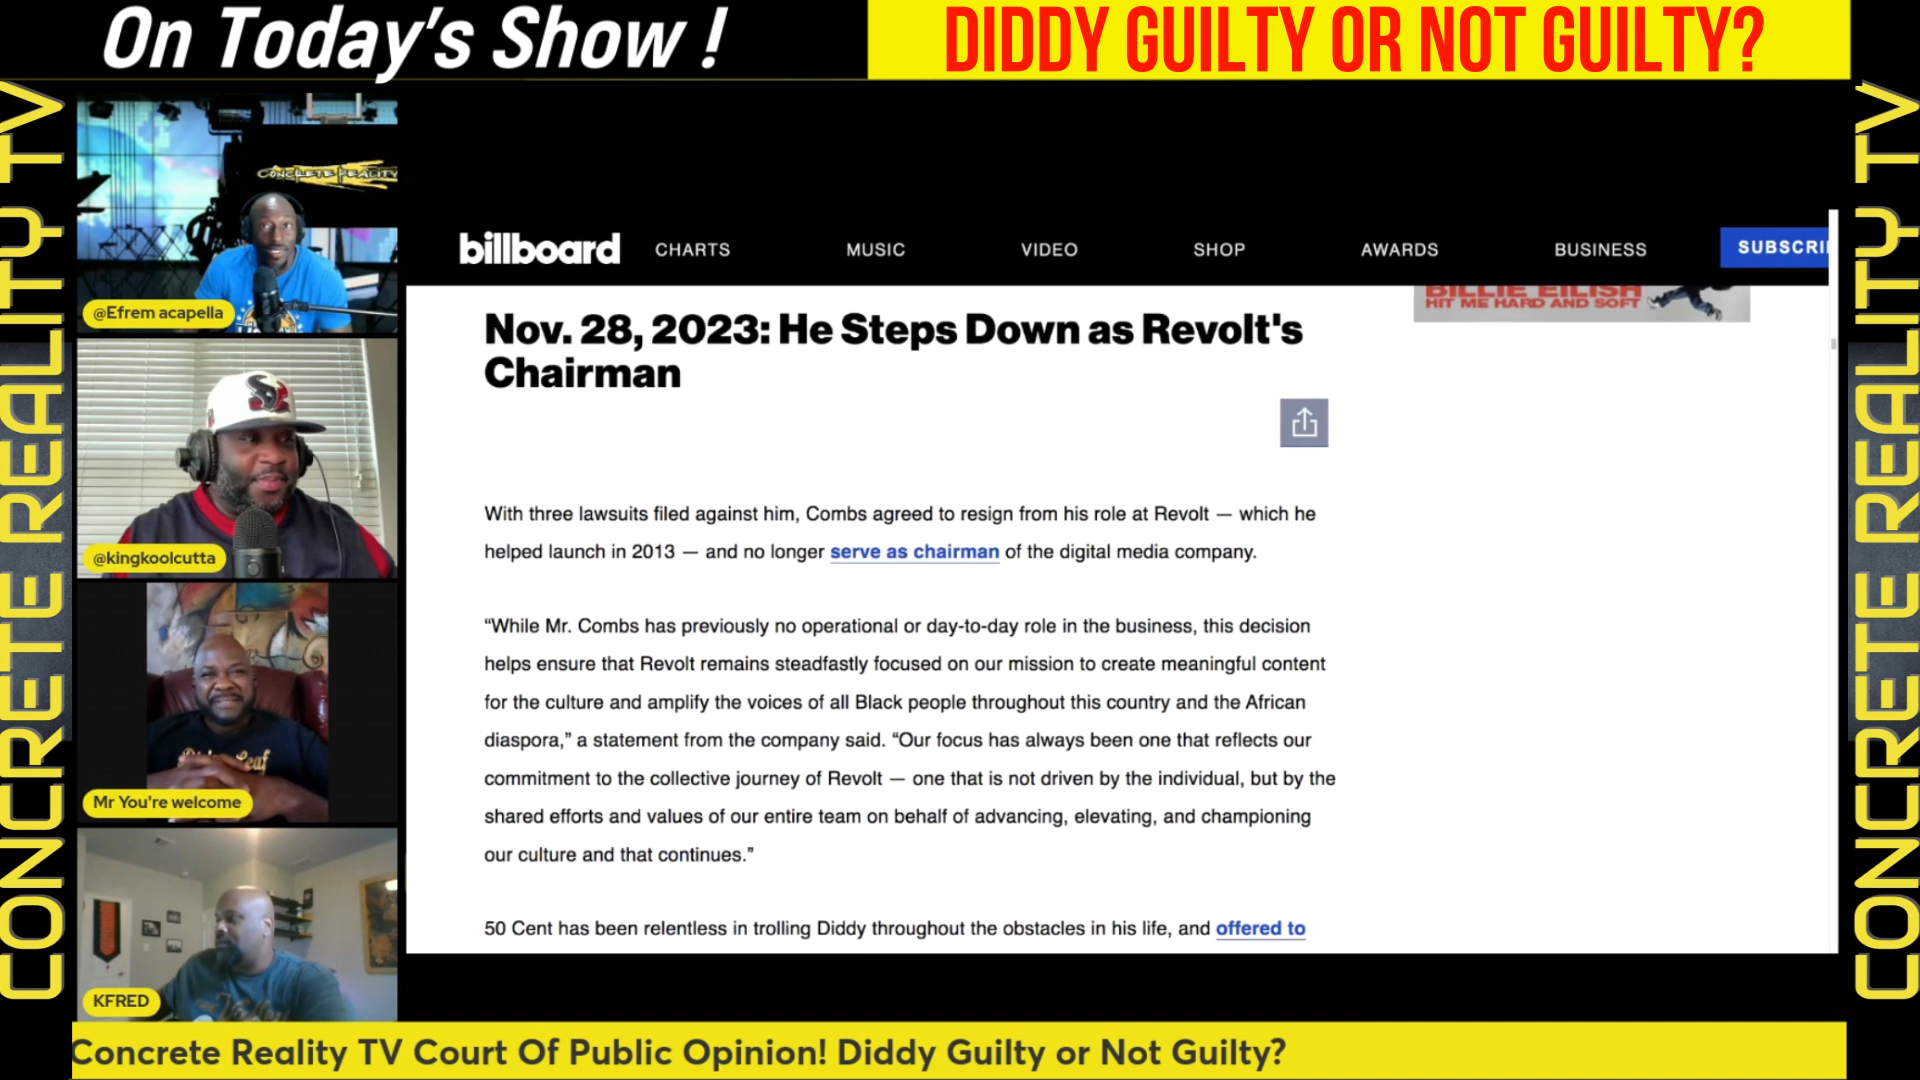 On Today's Show !
DIDDY GUILTY OR NOT GUILTY?
CONCRETE REALITY TV
CONCRETE REALITY
@Efrem acapella
@kingkoolcutta
Mr You're welcome
KFRED
billboard
CHARTS
MUSIC
VIDEO
SHOP
AWARDS
BUSINESS
SUBSCRI
BILLIE EILISH
HIT ME HARD AND SOFT
Nov. 28, 2023: He Steps Down as Revolt's
Chairman
With three lawsuits filed against him, Combs agreed to resign from his role at Revolt — which he
helped launch in 2013 — and no longer serve as chairman of the digital media company.
“While Mr. Combs has previously no operational or day-to-day role in the business, this decision
helps ensure that Revolt remains steadfastly focused on our mission to create meaningful content
for the culture and amplify the voices of all Black people throughout this country and the African
diaspora,” a statement from the company said. “Our focus has always been one that reflects our
commitment to the collective journey of Revolt — one that is not driven by the individual, but by the
shared efforts and values of our entire team on behalf of advancing, elevating, and championing
our culture and that continues.”
50 Cent has been relentless in trolling Diddy throughout the obstacles in his life, and offered to
CONCRETE REALITY TV
Concrete Reality TV Court Of Public Opinion! Diddy Guilty or Not Guilty?